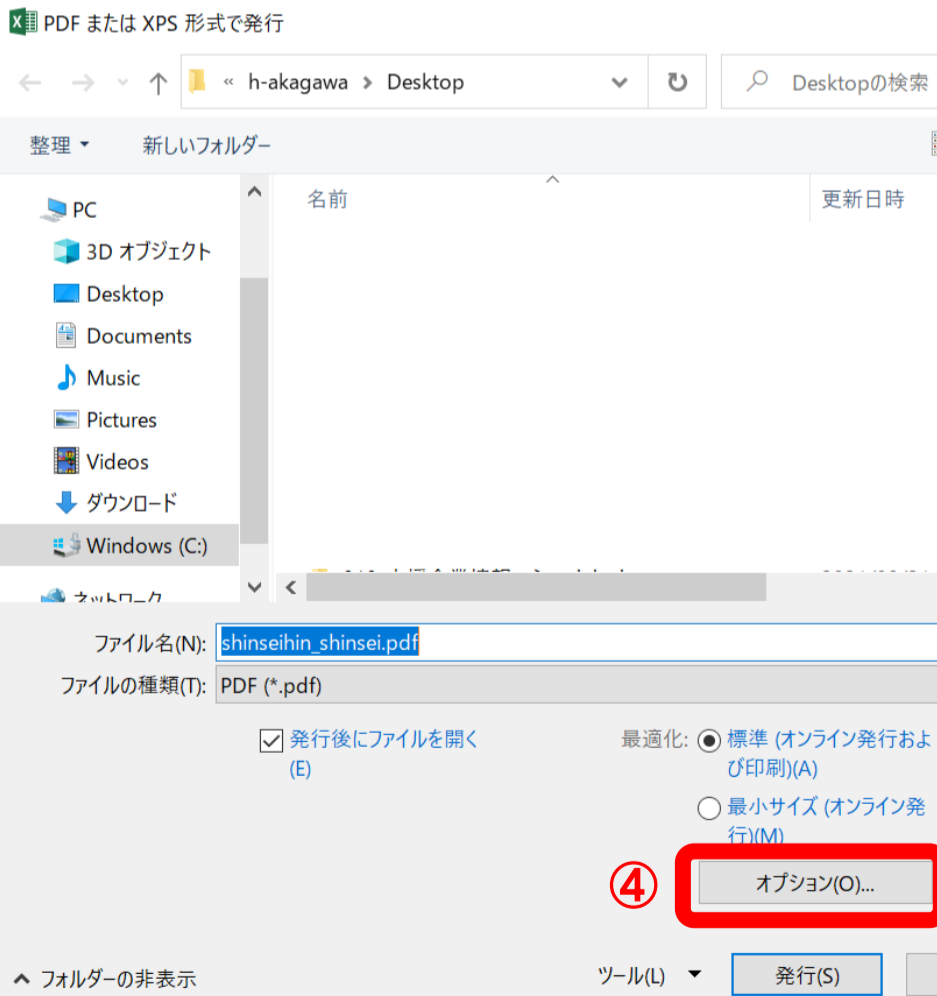 PDF または XPS 形式で発行
« h-akagawa > Desktop
Desktopの検索
整理
新しいフォルダー
名前
更新日時
PC
3D オブジェクト
Desktop
Documents
Music
Pictures
Videos
ダウンロード
Windows (C:)
ネットワーク
ファイル名(N): shinseihin_shinsei.pdf
ファイルの種類(T): PDF (*.pdf)
発行後にファイルを開く
(E)
最適化:
標準 (オンライン発行およ
び印刷)(A)
最小サイズ (オンライン発
行)(M)
④
オプション(O)...
フォルダーの非表示
ツール(L)
発行(S)